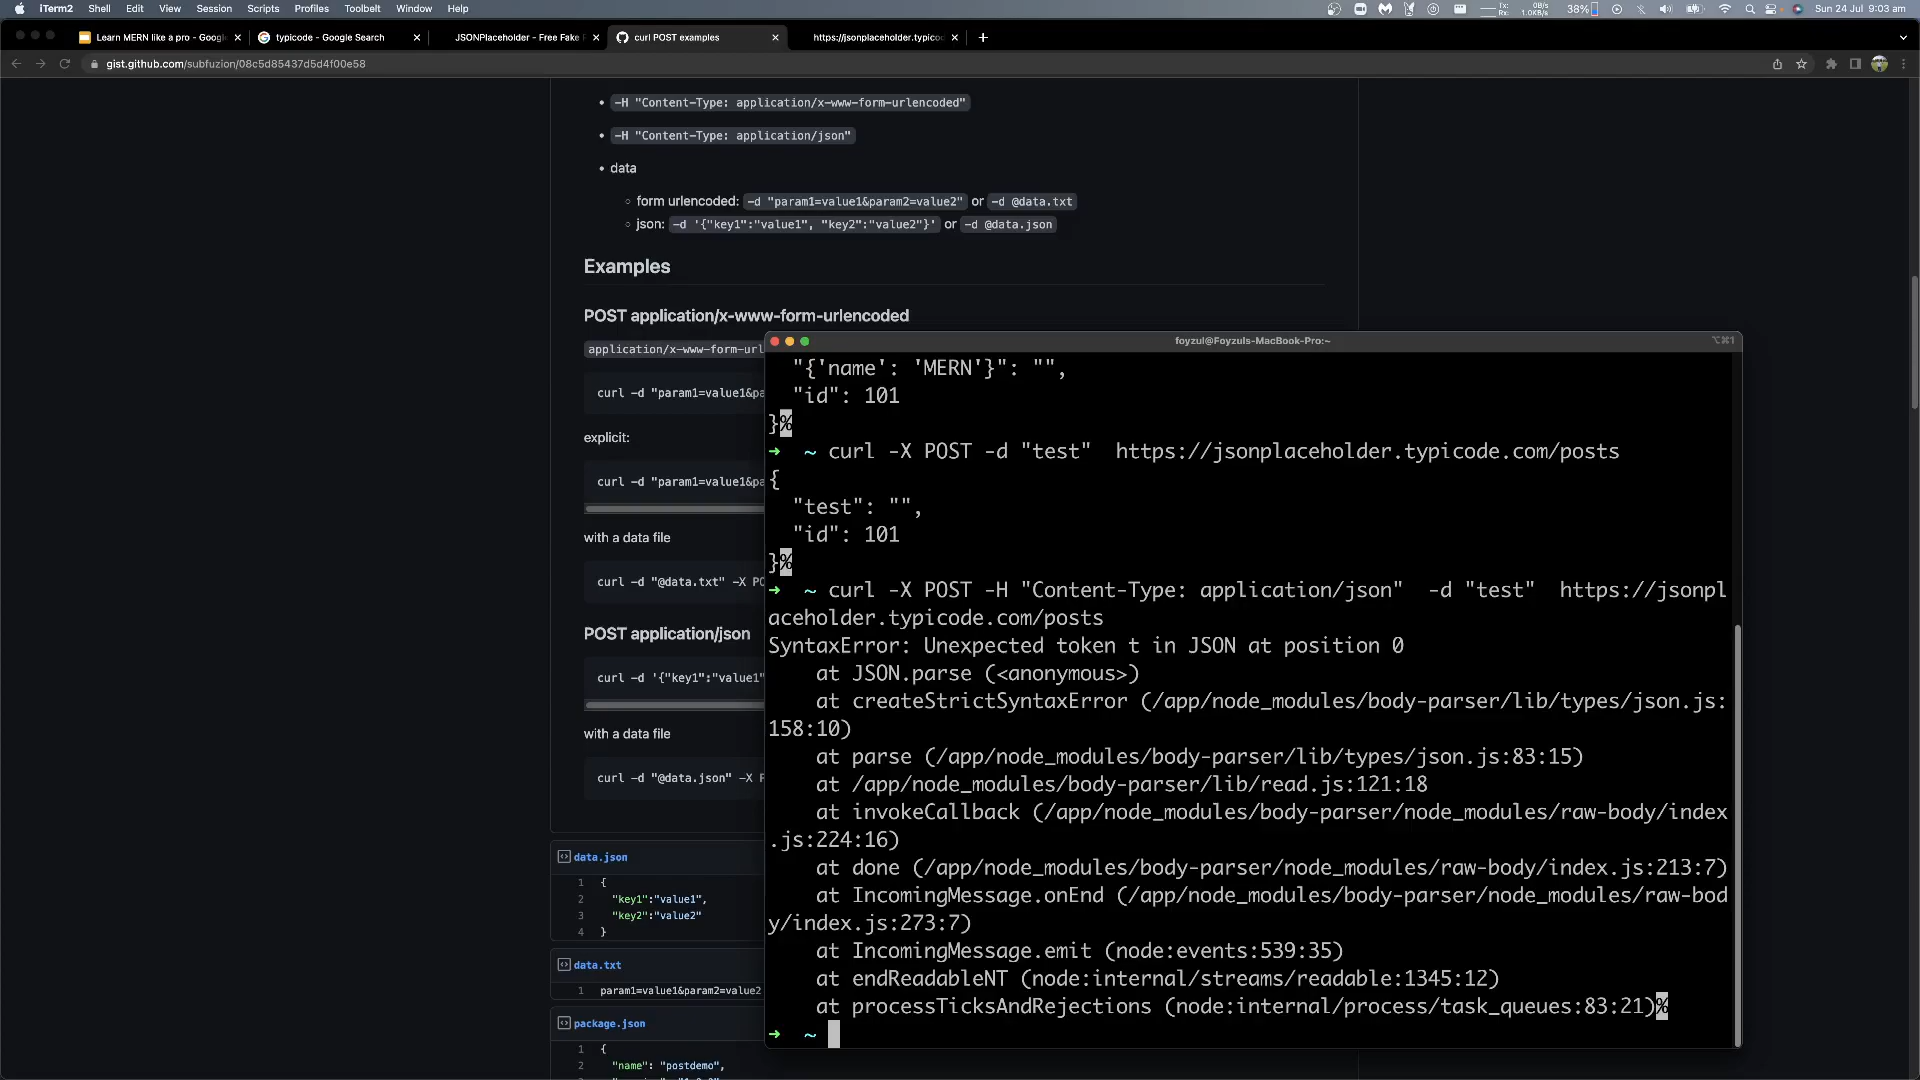 iTerm2 Shell Edit View Session Scripts Profiles Toolbelt Window Help
Tx: 0B/s
Rx: 1.0KB/s
38%
Sun 24 Jul 9:03 am
Learn MERN like a pro - Google
typicode - Google Search
JSONPlaceholder - Free Fake
curl POST examples
https://jsonplaceholder.typicod
gist.github.com/subfuzion/08c5d85437d5d4f00e58
-H "Content-Type: application/x-www-form-urlencoded"
-H "Content-Type: application/json"
data
form urlencoded: -d "param1=value1&param2=value2" or -d @data.txt
json: -d '{"key1":"value1", "key2":"value2"}' or -d @data.json
Examples
POST application/x-www-form-urlencoded
application/x-www-form-url
curl -d "param1=value1&pa
explicit:
curl -d "param1=value1&pa
with a data file
curl -d "@data.txt" -X PO
POST application/json
curl -d '{"key1":"value1"
with a data file
curl -d "@data.json" -X P
data.json
1 {
2 "key1":"value1",
3 "key2":"value2"
4 }
data.txt
1 param1=value1&param2=value2
package.json
1 {
2 "name": "postdemo",
foyzul@Foyzuls-MacBook-Pro:~
⌥⌘1
"{'name': 'MERN'}": "",
"id": 101
}%
➜ ~ curl -X POST -d "test" https://jsonplaceholder.typicode.com/posts
{
"test": "",
"id": 101
}%
➜ ~ curl -X POST -H "Content-Type: application/json" -d "test" https://jsonpl
aceholder.typicode.com/posts
SyntaxError: Unexpected token t in JSON at position 0
at JSON.parse (<anonymous>)
at createStrictSyntaxError (/app/node_modules/body-parser/lib/types/json.js:
158:10)
at parse (/app/node_modules/body-parser/lib/types/json.js:83:15)
at /app/node_modules/body-parser/lib/read.js:121:18
at invokeCallback (/app/node_modules/body-parser/node_modules/raw-body/index
.js:224:16)
at done (/app/node_modules/body-parser/node_modules/raw-body/index.js:213:7)
at IncomingMessage.onEnd (/app/node_modules/body-parser/node_modules/raw-bod
y/index.js:273:7)
at IncomingMessage.emit (node:events:539:35)
at endReadableNT (node:internal/streams/readable:1345:12)
at processTicksAndRejections (node:internal/process/task_queues:83:21)%
➜ ~